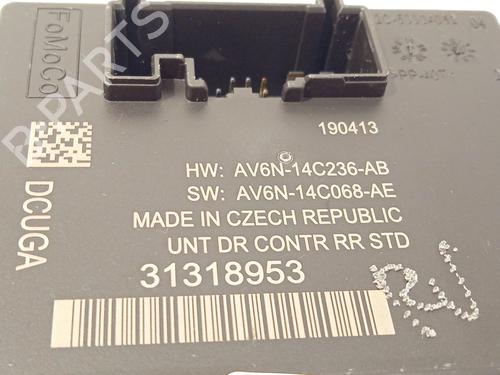 FoMoCo
B-PARTS
190413
HW: AV6N-14C236-AB
SW: AV6N-14C068-AE
MADE IN CZECH REPUBLIC
UNT DR CONTR RR STD
31318953
DCUGA